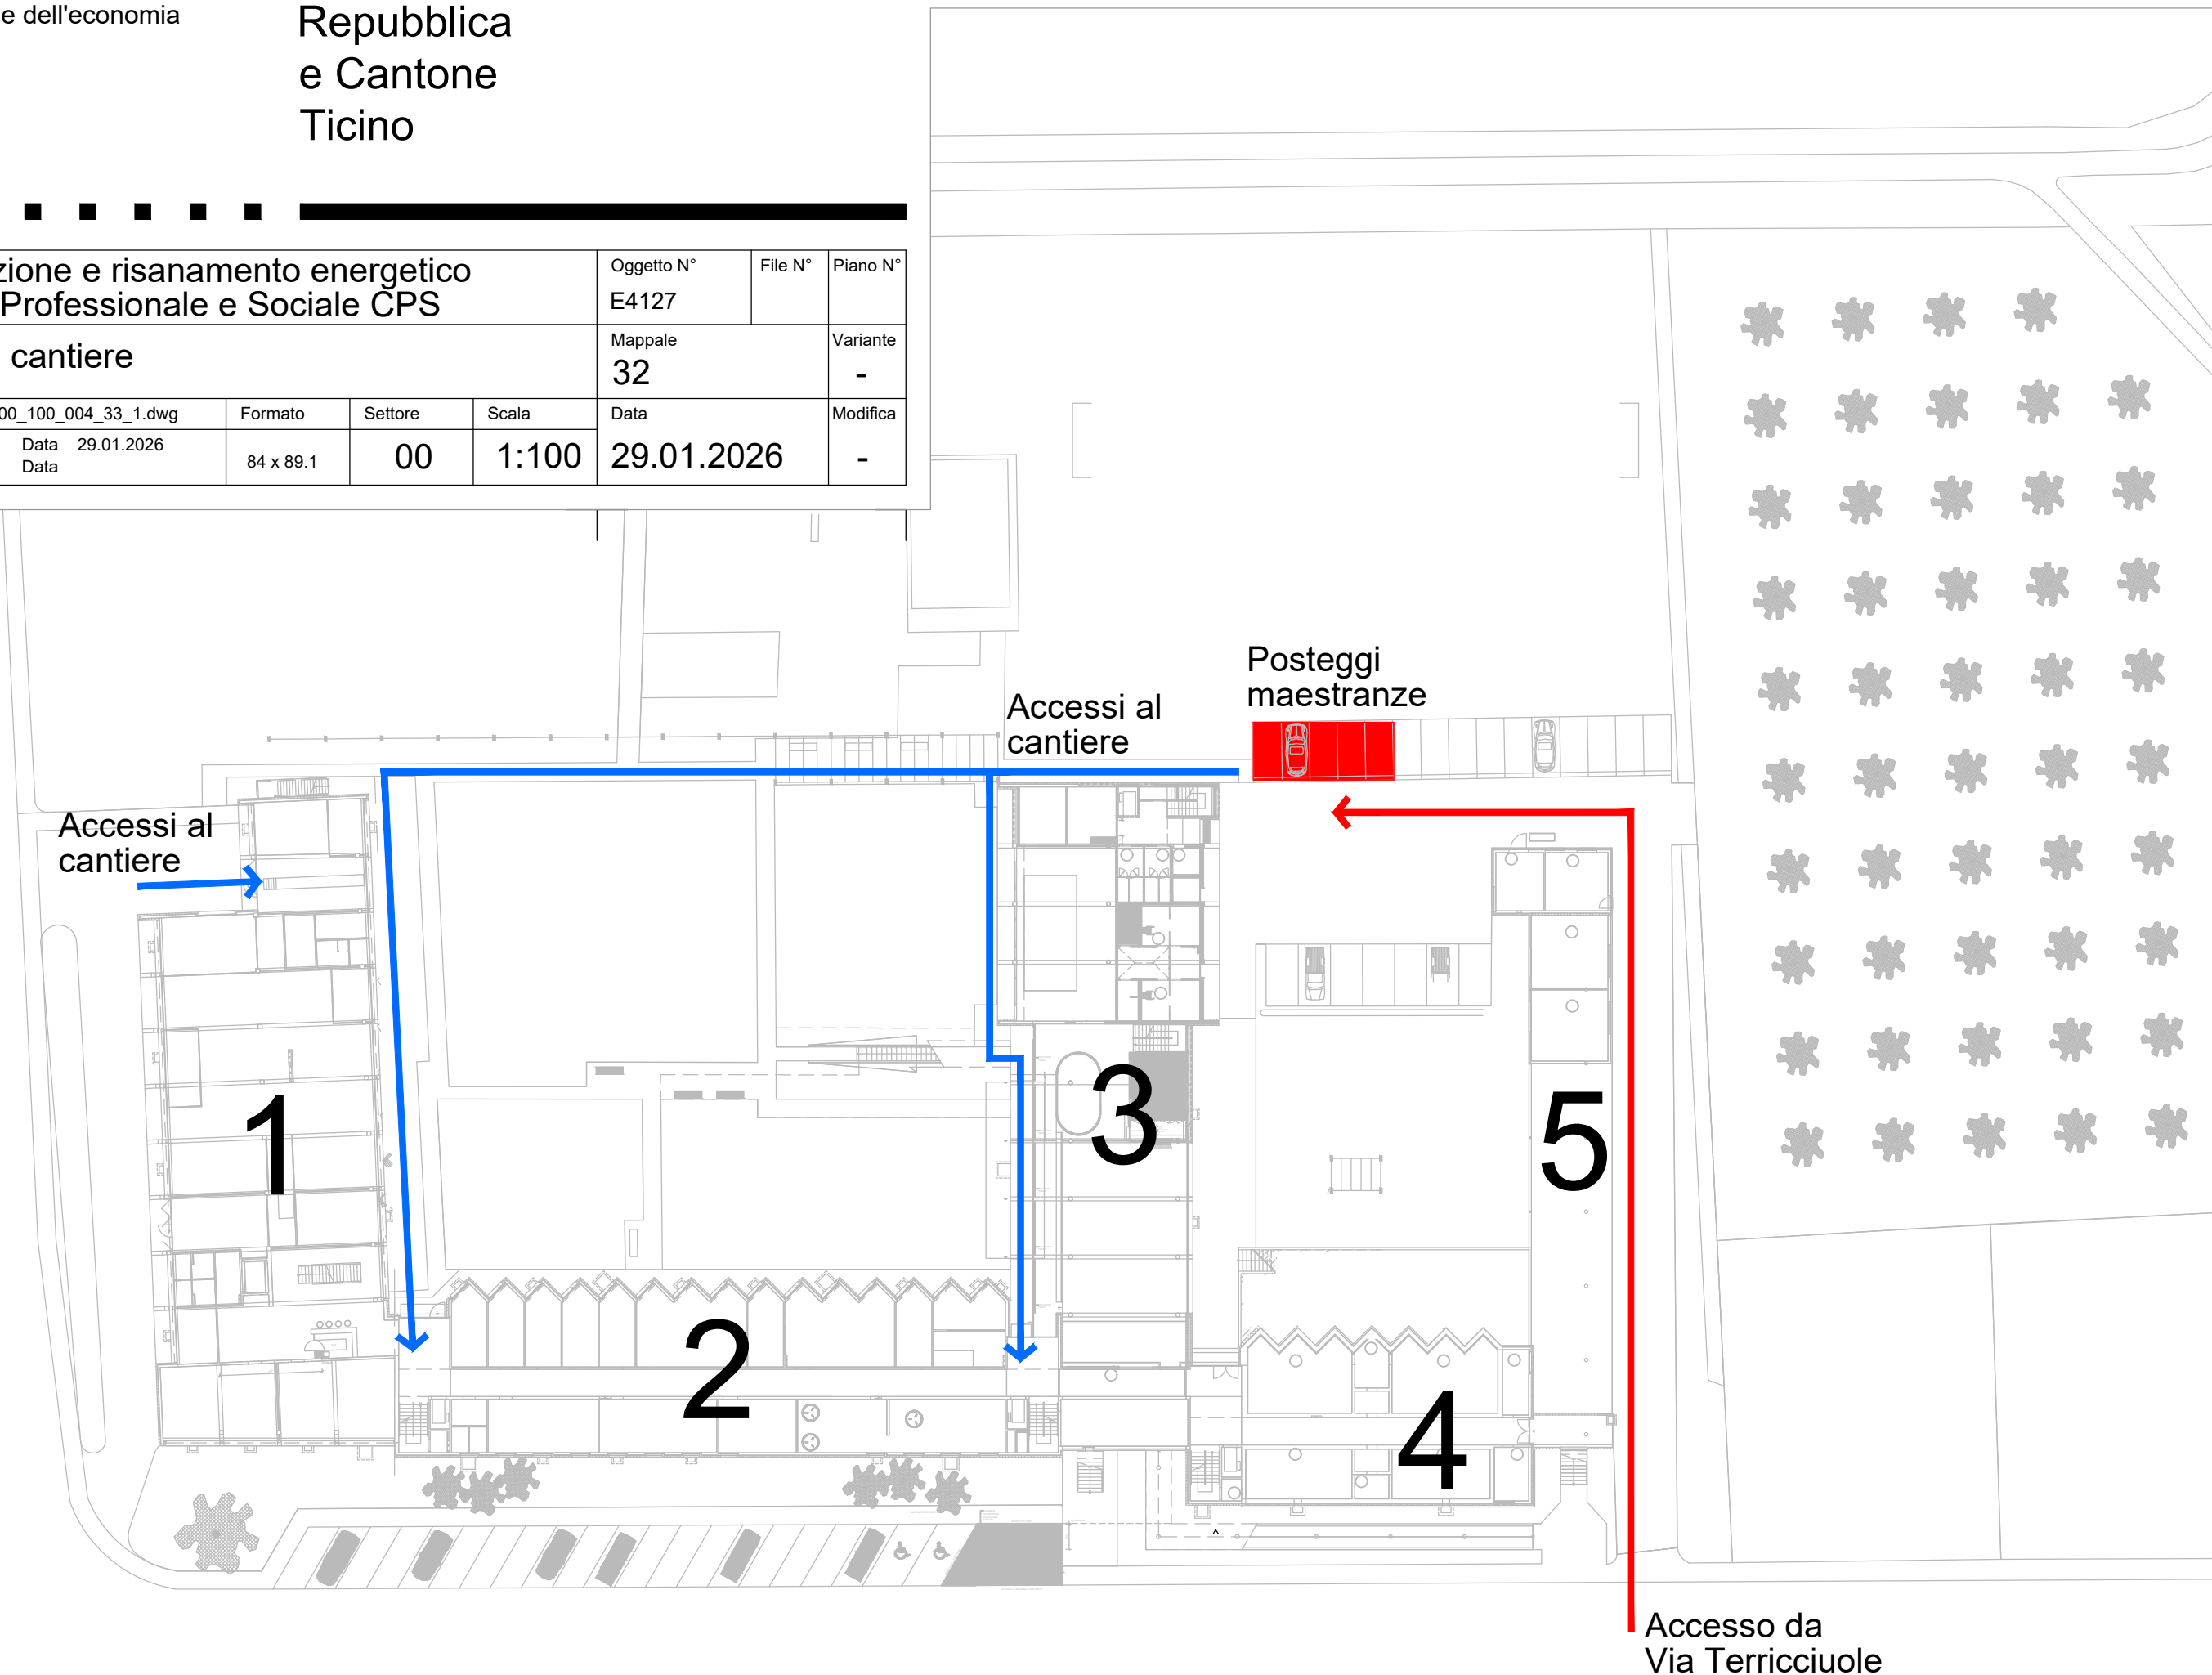 e dell'economia
Repubblica
e Cantone
Ticino
zione e risanamento energetico
Professionale e Sociale CPS
Oggetto N°
File N°
Piano N°
E4127
cantiere
Mappale
Variante
32
-
00_100_004_33_1.dwg
Formato
Settore
Scala
Data
Modifica
Data 29.01.2026
Data
84 x 89.1
00
1:100
29.01.2026
-
Posteggi
maestranze
Accessi al
cantiere
Accessi al
cantiere
1
2
3
4
5
Accesso da
Via Terricciuole